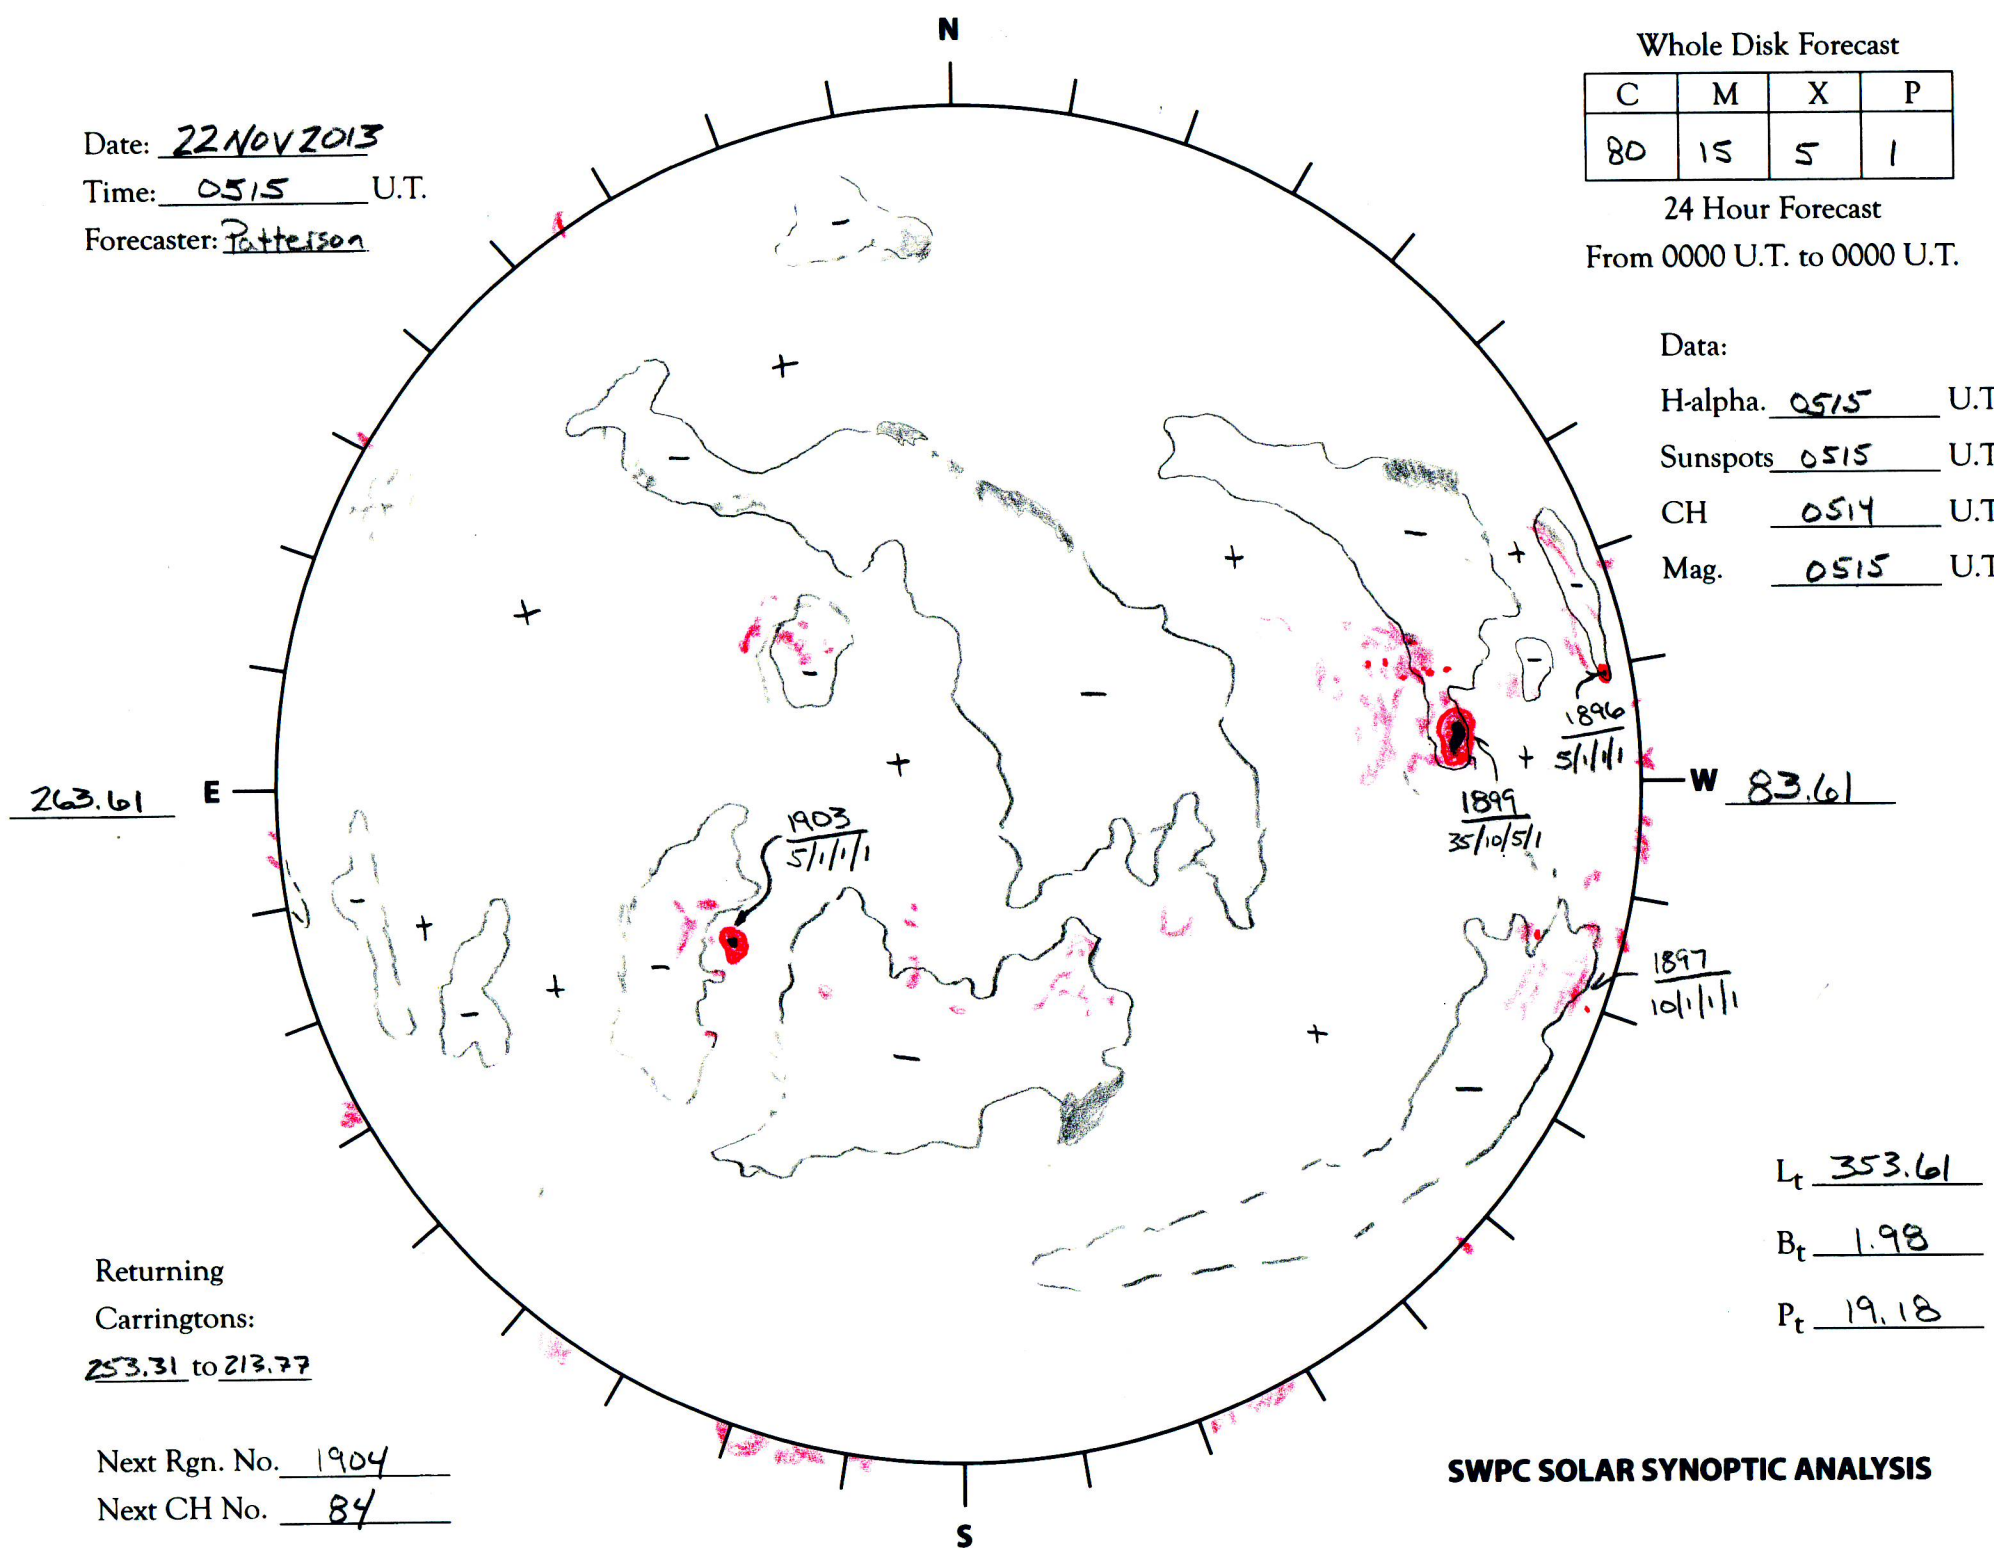 N
Date: 22 NOV 2013
Time: 0515 U.T.
Forecaster: Patterson
Whole Disk Forecast
C M X P
80 15 5 1
24 Hour Forecast
From 0000 U.T. to 0000 U.T.
Data:
H-alpha. 0515 U.T
Sunspots 0515 U.T
CH 0514 U.T
Mag. 0515 U.T
1896
5/1/1/1
263.61 E
W 83.61
1899
35/10/5/1
1903
5/1/1/1
1897
10/1/1/1
Lt 353.61
Bt 1.98
Pt 19.18
Returning
Carringtons:
253.31 to 213.77
Next Rgn. No. 1904
Next CH No. 84
SWPC SOLAR SYNOPTIC ANALYSIS
S